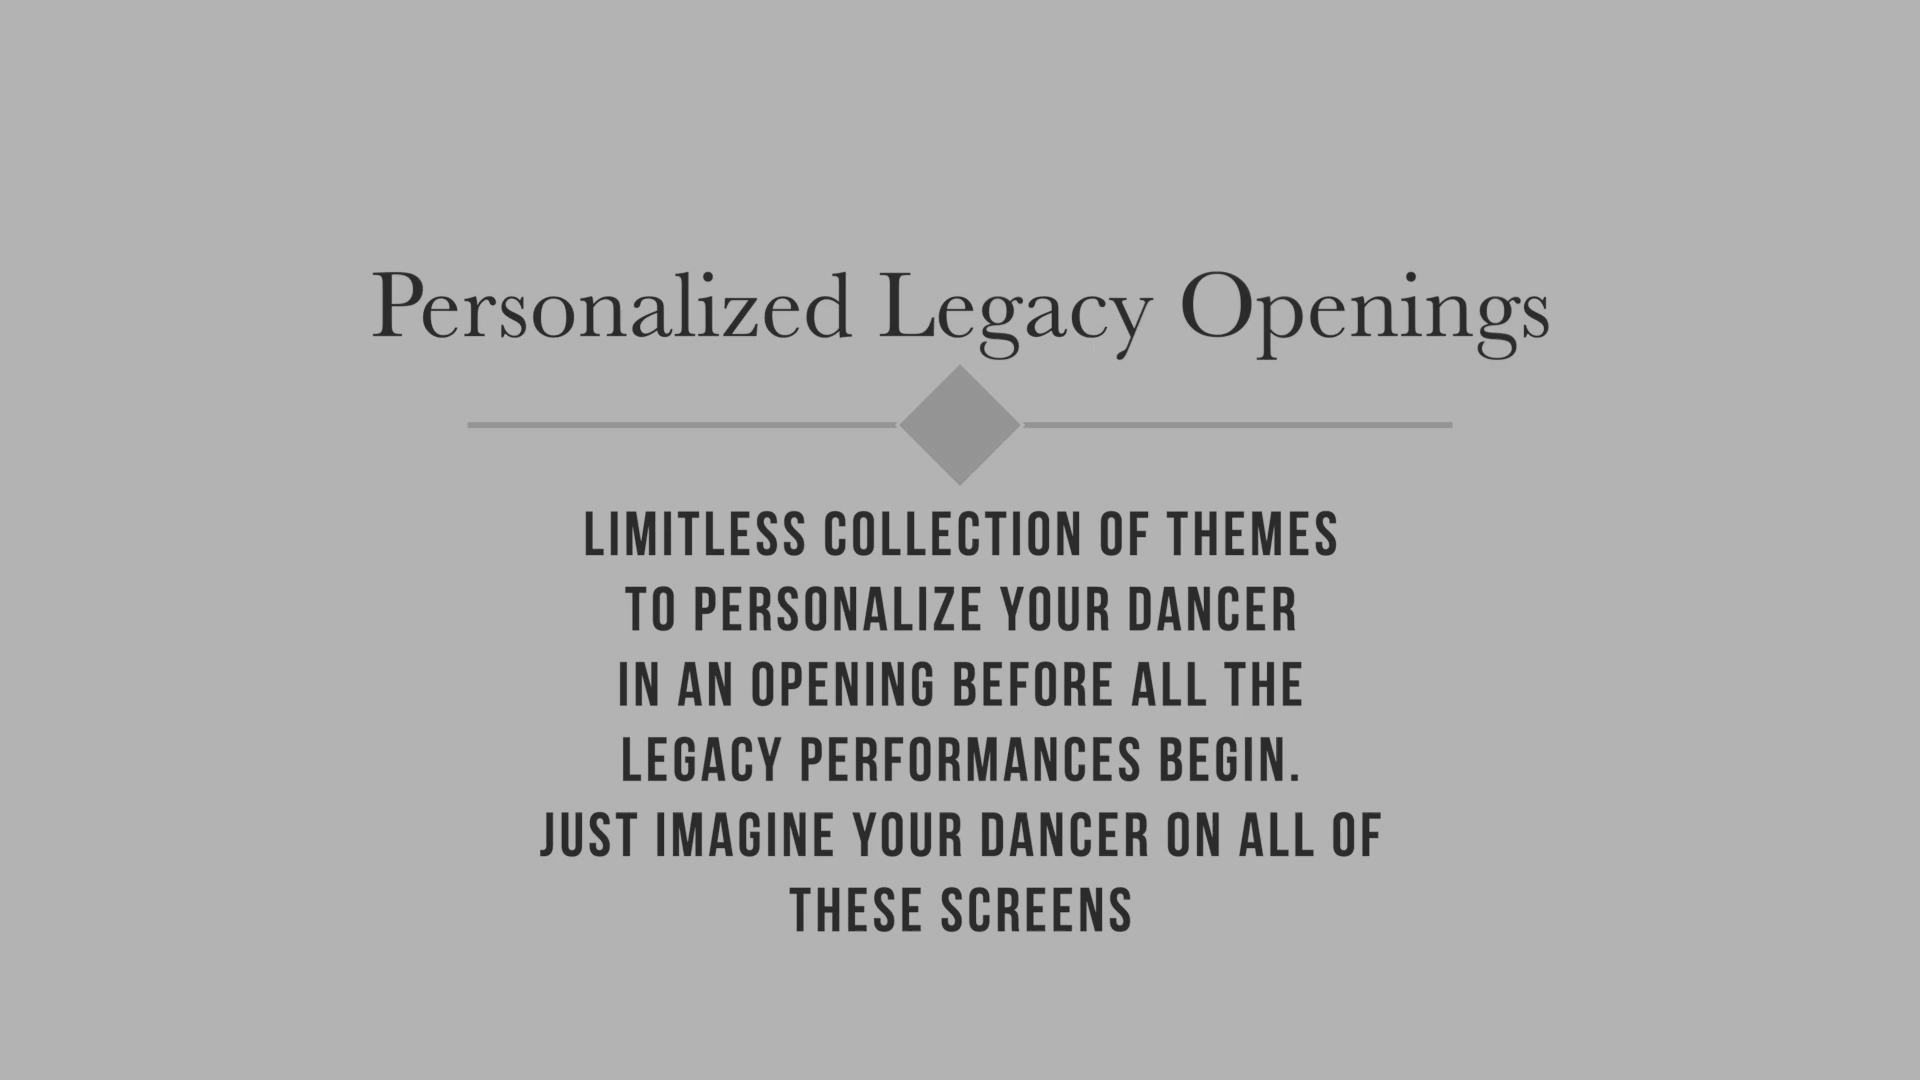 Personalized Legacy Openings
LIMITLESS COLLECTION OF THEMES
TO PERSONALIZE YOUR DANCER
IN AN OPENING BEFORE ALL THE
LEGACY PERFORMANCES BEGIN.
JUST IMAGINE YOUR DANCER ON ALL OF
THESE SCREENS